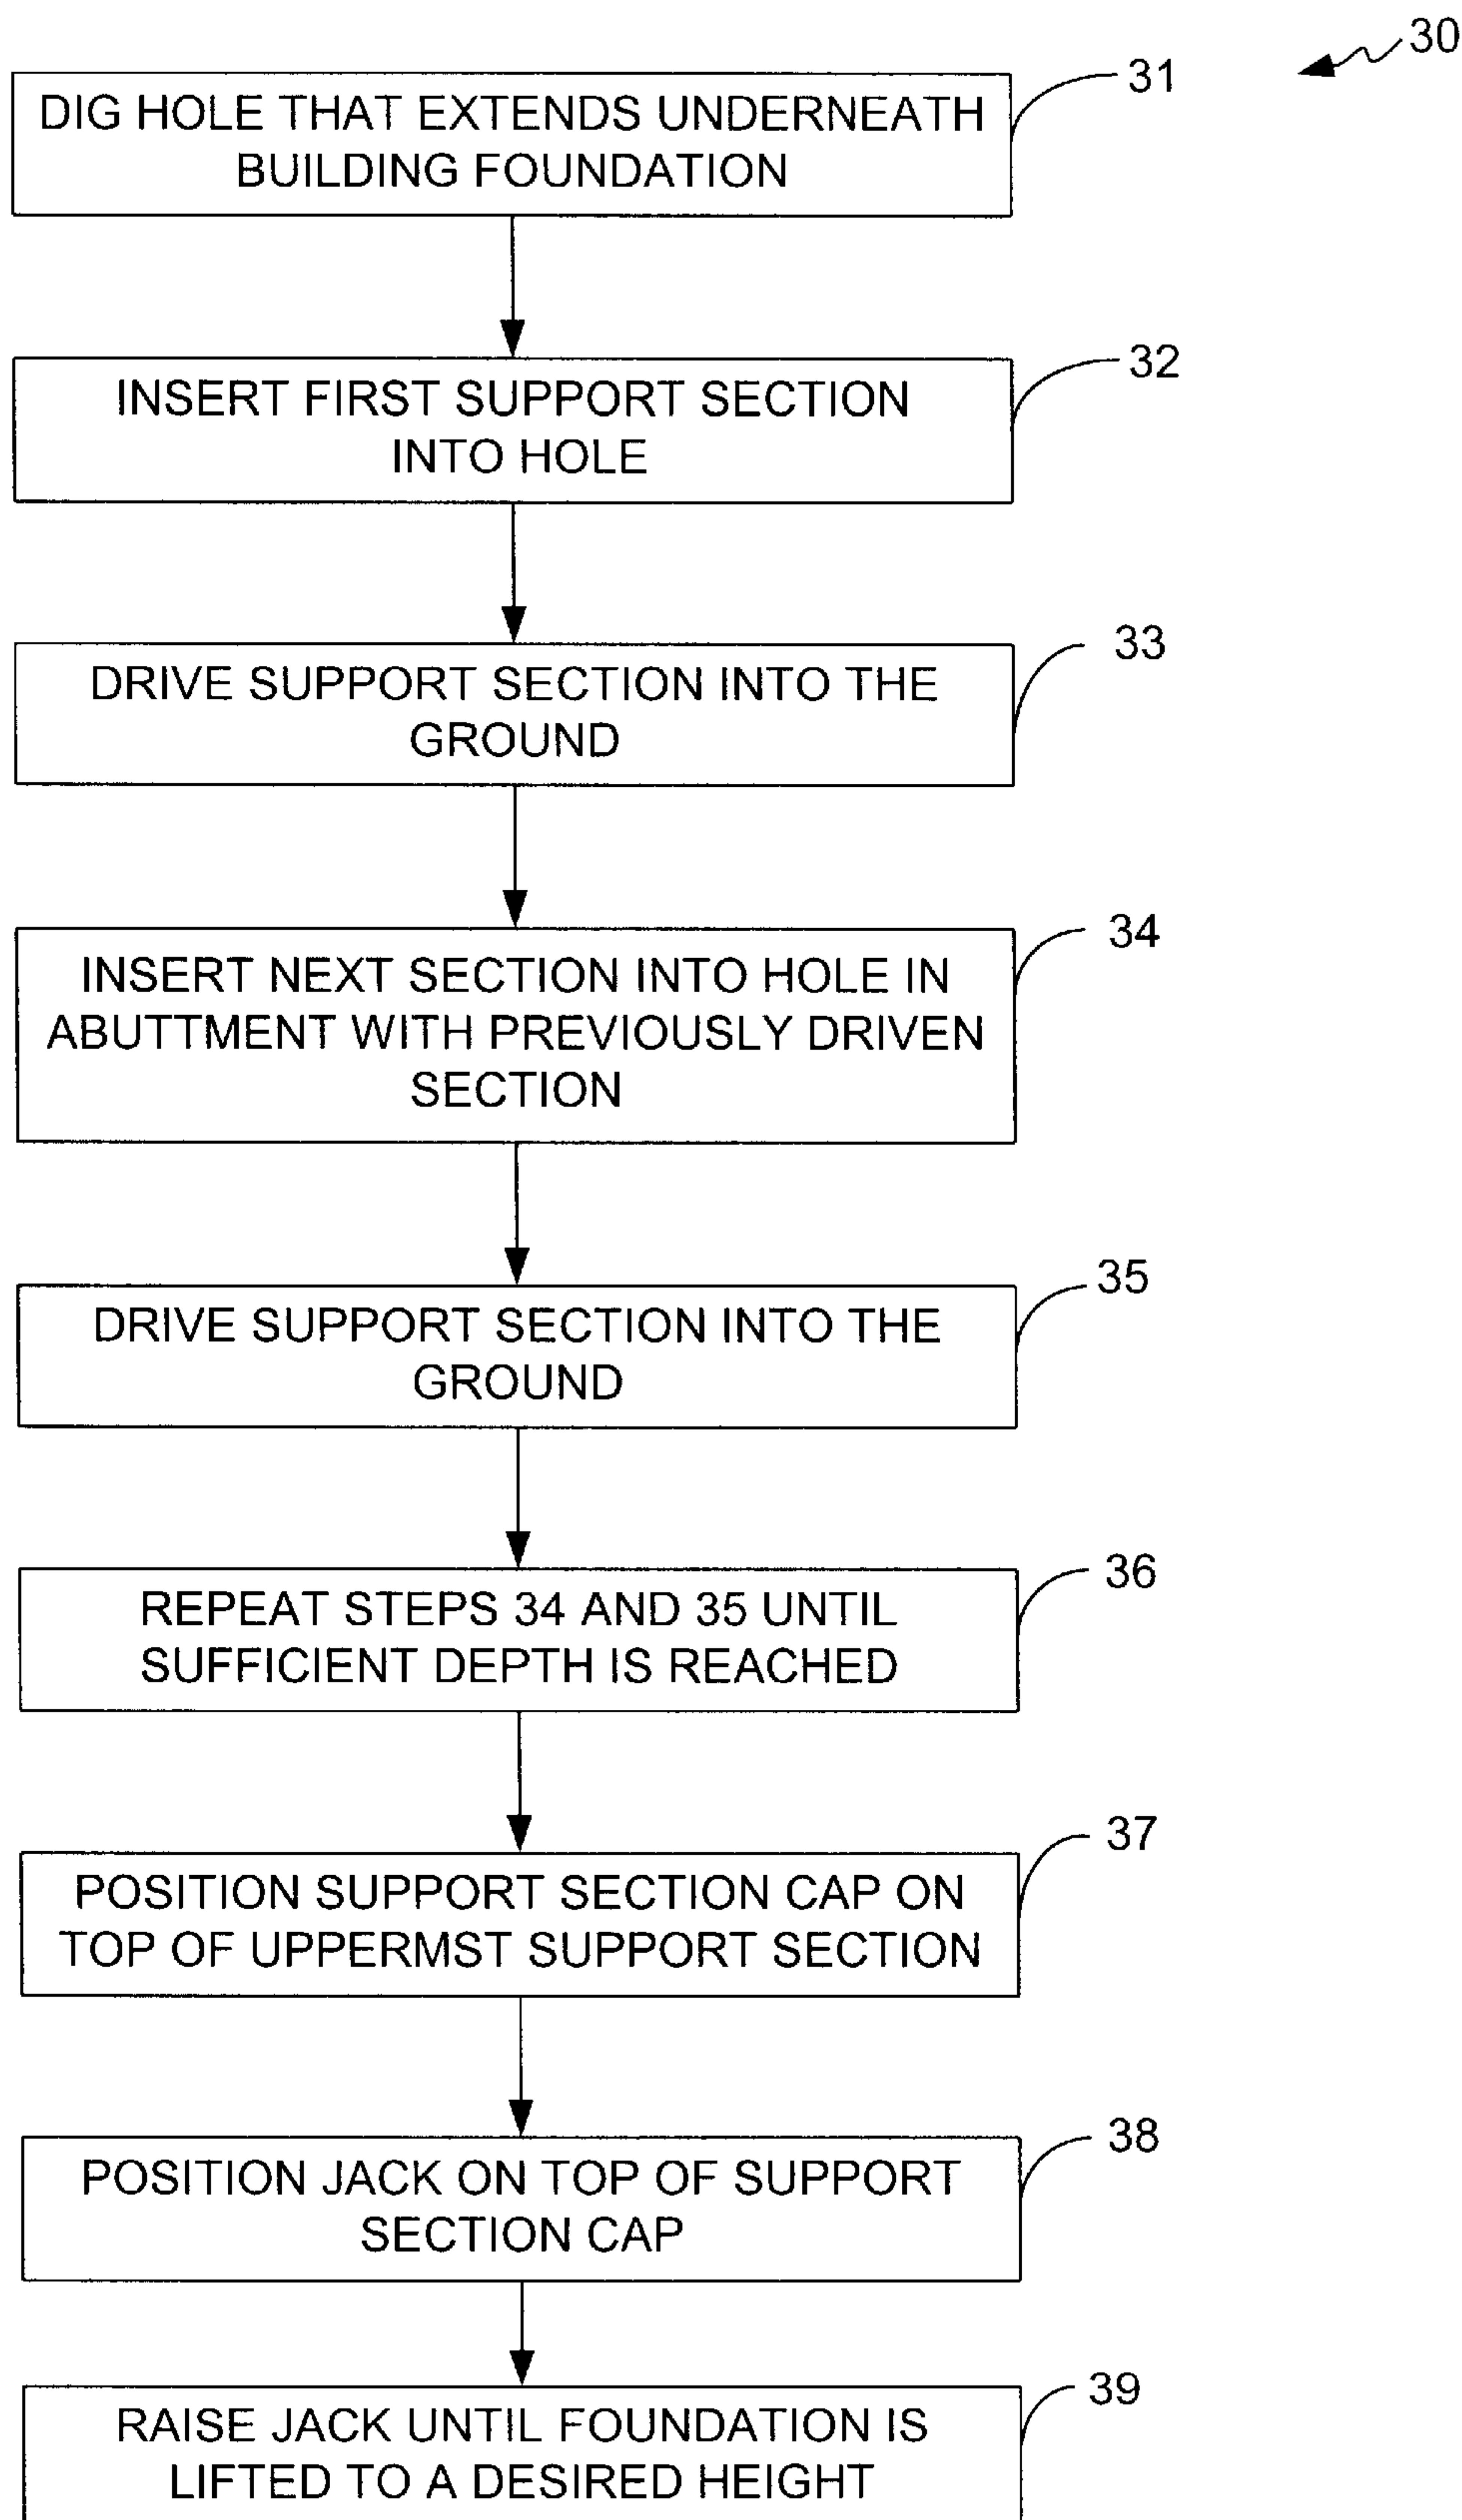 30
31
DIG HOLE THAT EXTENDS UNDERNEATH
BUILDING FOUNDATION
32
INSERT FIRST SUPPORT SECTION
INTO HOLE
33
DRIVE SUPPORT SECTION INTO THE
GROUND
34
INSERT NEXT SECTION INTO HOLE IN
ABUTTMENT WITH PREVIOUSLY DRIVEN
SECTION
35
DRIVE SUPPORT SECTION INTO THE
GROUND
36
REPEAT STEPS 34 AND 35 UNTIL
SUFFICIENT DEPTH IS REACHED
37
POSITION SUPPORT SECTION CAP ON
TOP OF UPPERMST SUPPORT SECTION
38
POSITION JACK ON TOP OF SUPPORT
SECTION CAP
39
RAISE JACK UNTIL FOUNDATION IS
LIFTED TO A DESIRED HEIGHT